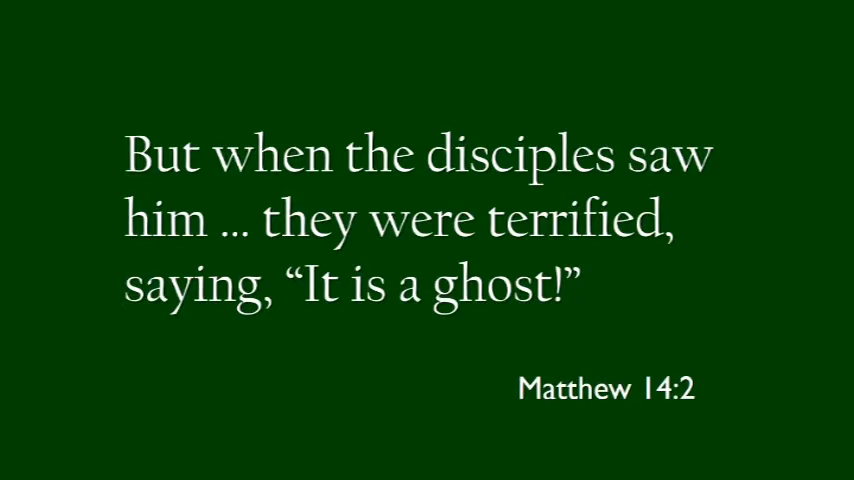 But when the disciples saw
him ... they were terrified,
saying, “It is a ghost!”
Matthew 14:2